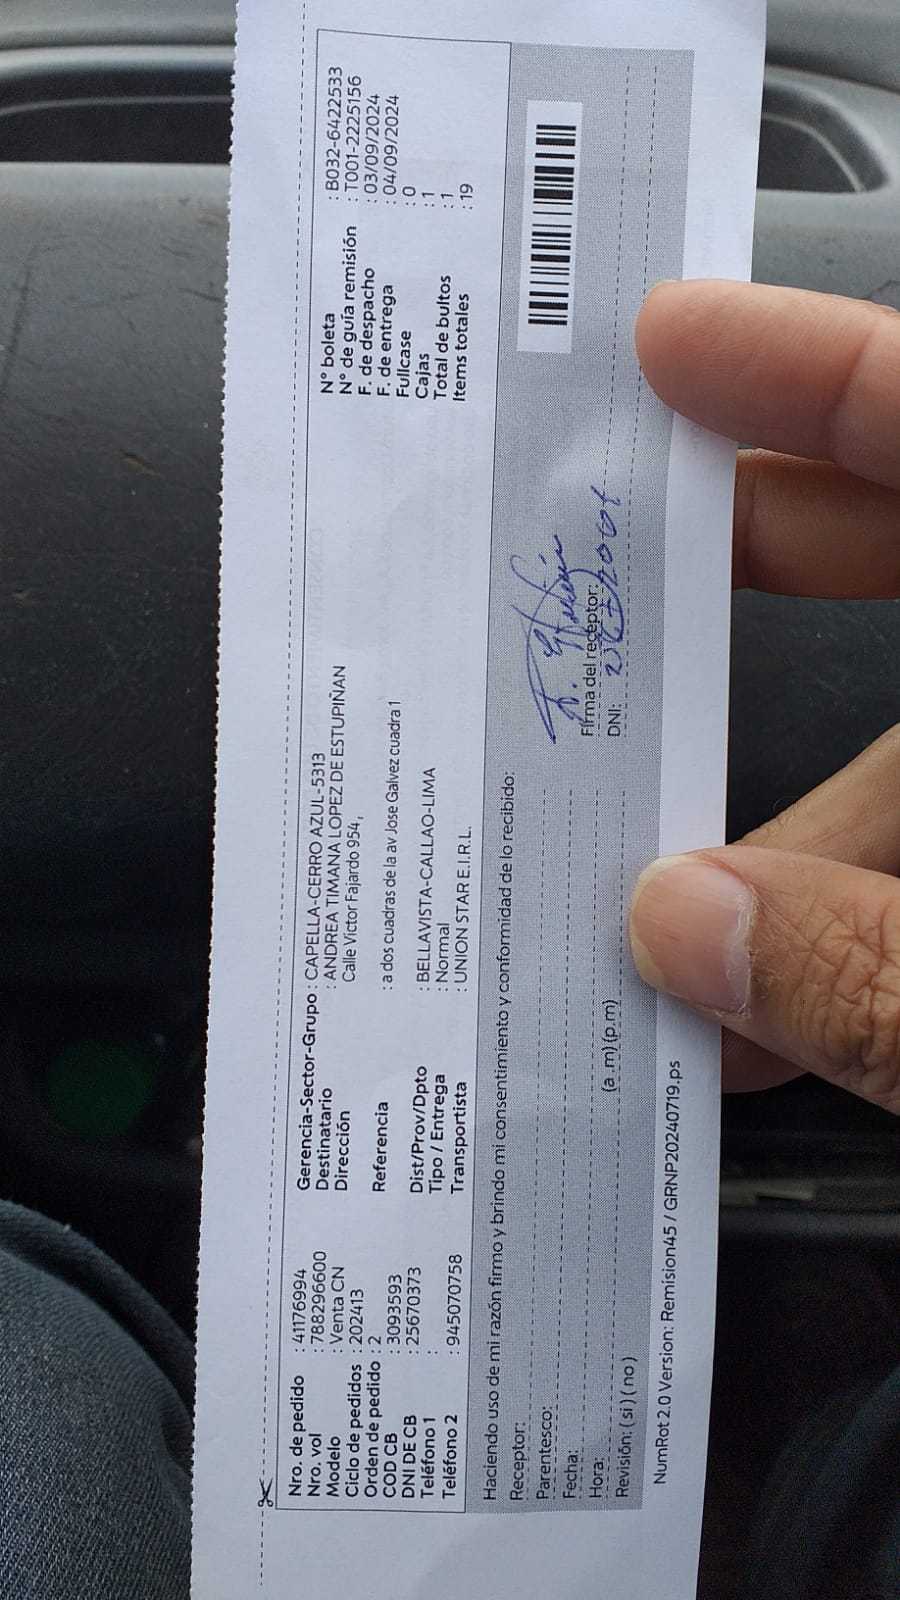 Nro. de pedido : 41176994
Nro. vol : 788296600
Modelo : Venta CN
Ciclo de pedidos : 202413
Orden de pedido : 2
COD CB : 3093593
DNI DE CB : 25670373
Teléfono 1 :
Teléfono 2 : 945070758
Gerencia-Sector-Grupo : CAPELLA-CERRO AZUL-5313
Destinatario : ANDREA TIMANA LOPEZ DE ESTUPIÑAN
Dirección Calle Victor Fajardo 954,
Referencia : a dos cuadras de la av Jose Galvez cuadra 1
Dist/Prov/Dpto : BELLAVISTA-CALLAO-LIMA
Tipo / Entrega : Normal
Transportista : UNION STAR E.I.R.L.
N° boleta : B032-6422533
N° de guía remisión : T001-2225156
F. de despacho : 03/09/2024
F. de entrega : 04/09/2024
Fullcase : 0
Cajas : 1
Total de bultos : 1
Items totales : 19
Haciendo uso de mi razón firmo y brindo mi consentimiento y conformidad de lo recibido:
Receptor:
Parentesco:
Fecha:
Hora: (a .m) (p.m)
Revisión: ( si ) ( no )
Firma del receptor:
DNI:
NumRot 2.0 Version: Remision45 / GRNP20240719.ps